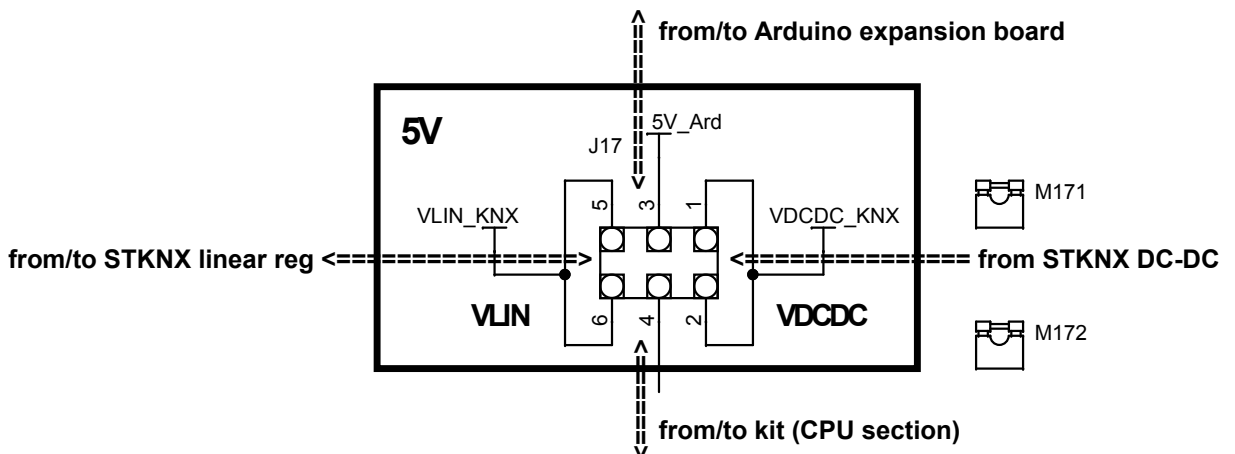 from/to Arduino expansion board
5V
5V_Ard
J17
5 3 1
M171
VLIN_KNX
VDCDC_KNX
from/to STKNX linear reg <============>
<============ from STKNX DC-DC
VLIN
VDCDC
6 4 2
M172
from/to kit (CPU section)